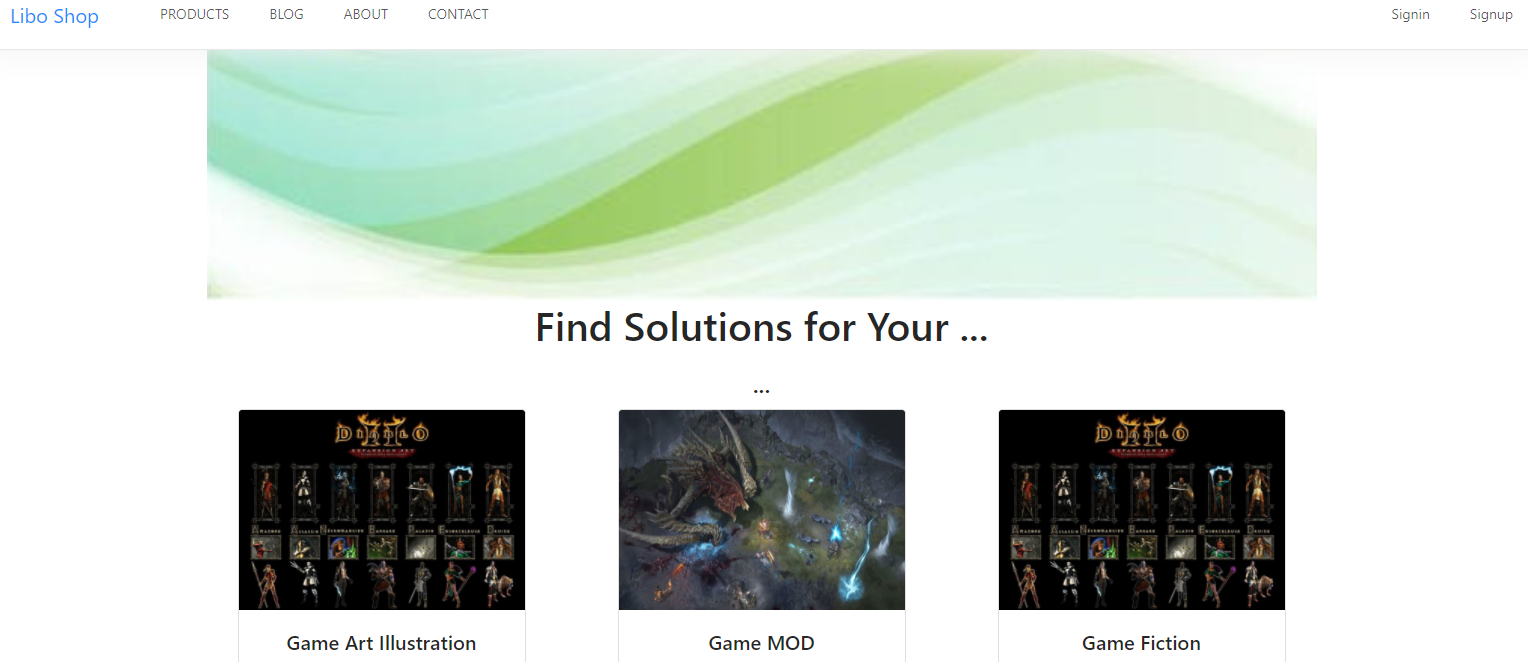 Libo Shop PRODUCTS BLOG ABOUT CONTACT Signin Signup
Find Solutions for Your ...
...
DIABLO II DIABLO II
EXPANSION SET EXPANSION SET
Game Art Illustration Game MOD Game Fiction